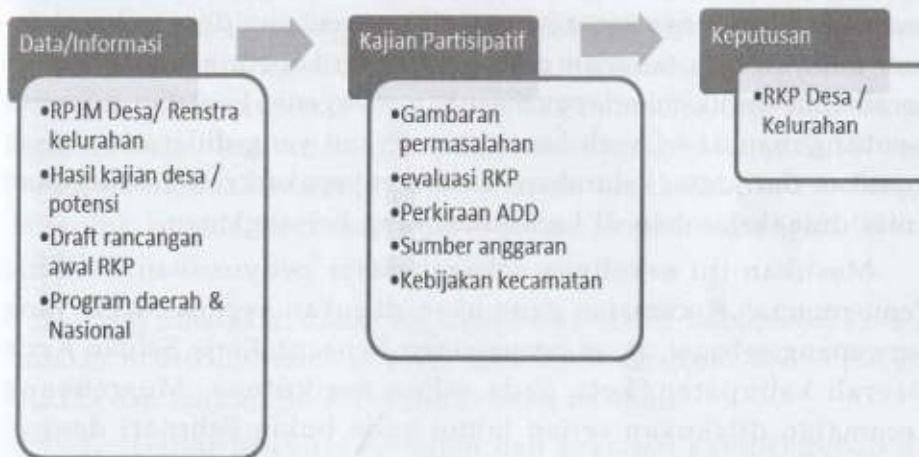 Data/Informasi
•RPJM Desa/ Renstra
kelurahan
•Hasil kajian desa /
potensi
•Draft rancangan
awal RKP
•Program daerah &
Nasional
Kajian Partisipatif
•Gambaran
permasalahan
•evaluasi RKP
•Perkiraan ADD
•Sumber anggaran
•Kebijakan kecamatan
Keputusan
•RKP Desa /
Kelurahan